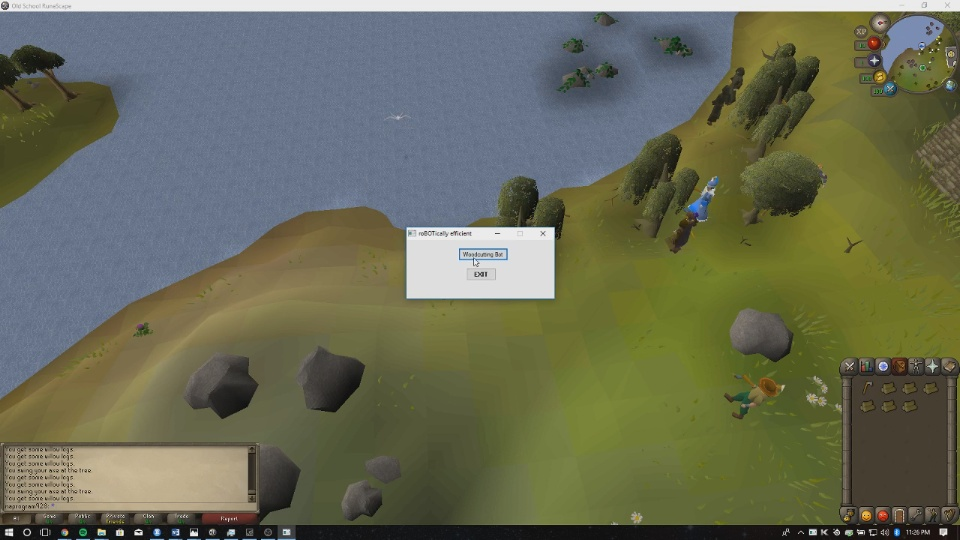 Old School RuneScape
XP
roBOTically efficient
Woodcutting Bot
EXIT
You get some willow logs.
You get some willow logs.
You get some willow logs.
You swing your axe at the tree.
You get some willow logs.
You get some willow logs.
You swing your axe at the tree.
You get some willow logs.
All
Game
Public
Private
Friends
Clan
Trade
Report
11:26 PM